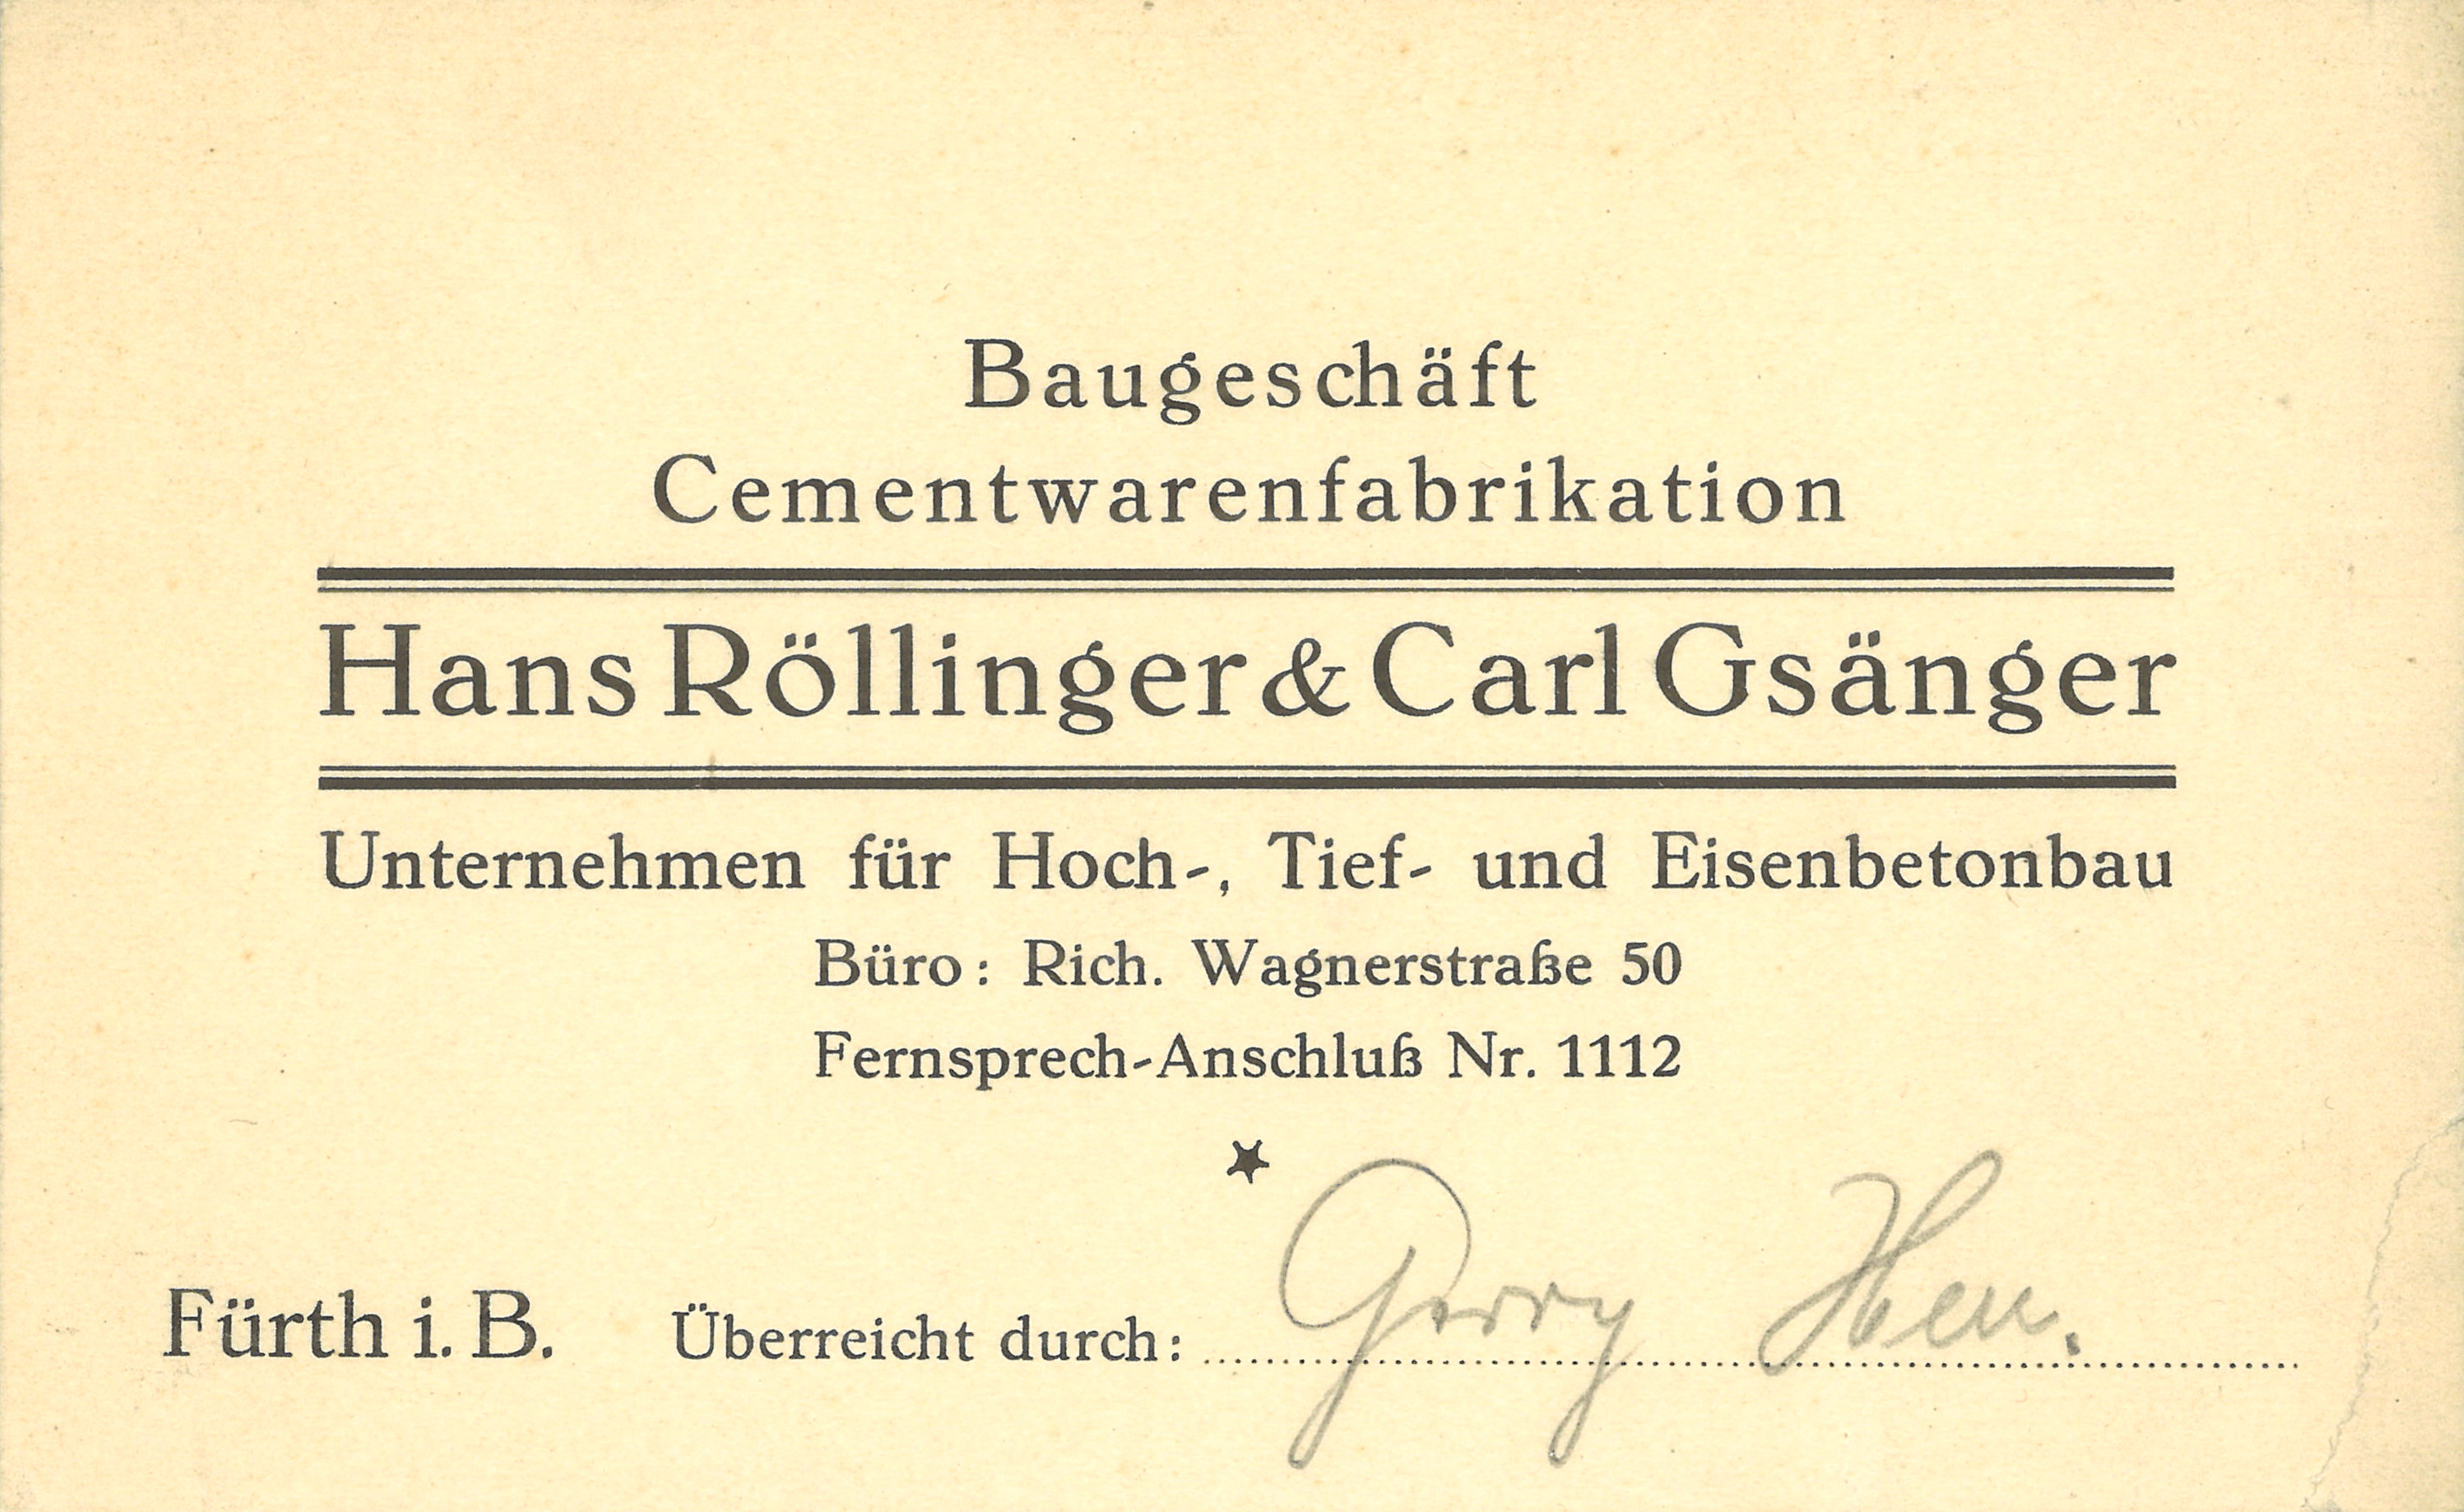 Baugeschäft
Cementwarenfabrikation
Hans Röllinger & Carl Gsänger
Unternehmen für Hoch-, Tief- und Eisenbetonbau
Büro: Rich. Wagnerstraße 50
Fernsprech-Anschluß Nr. 1112
Fürth i. B. Überreicht durch: